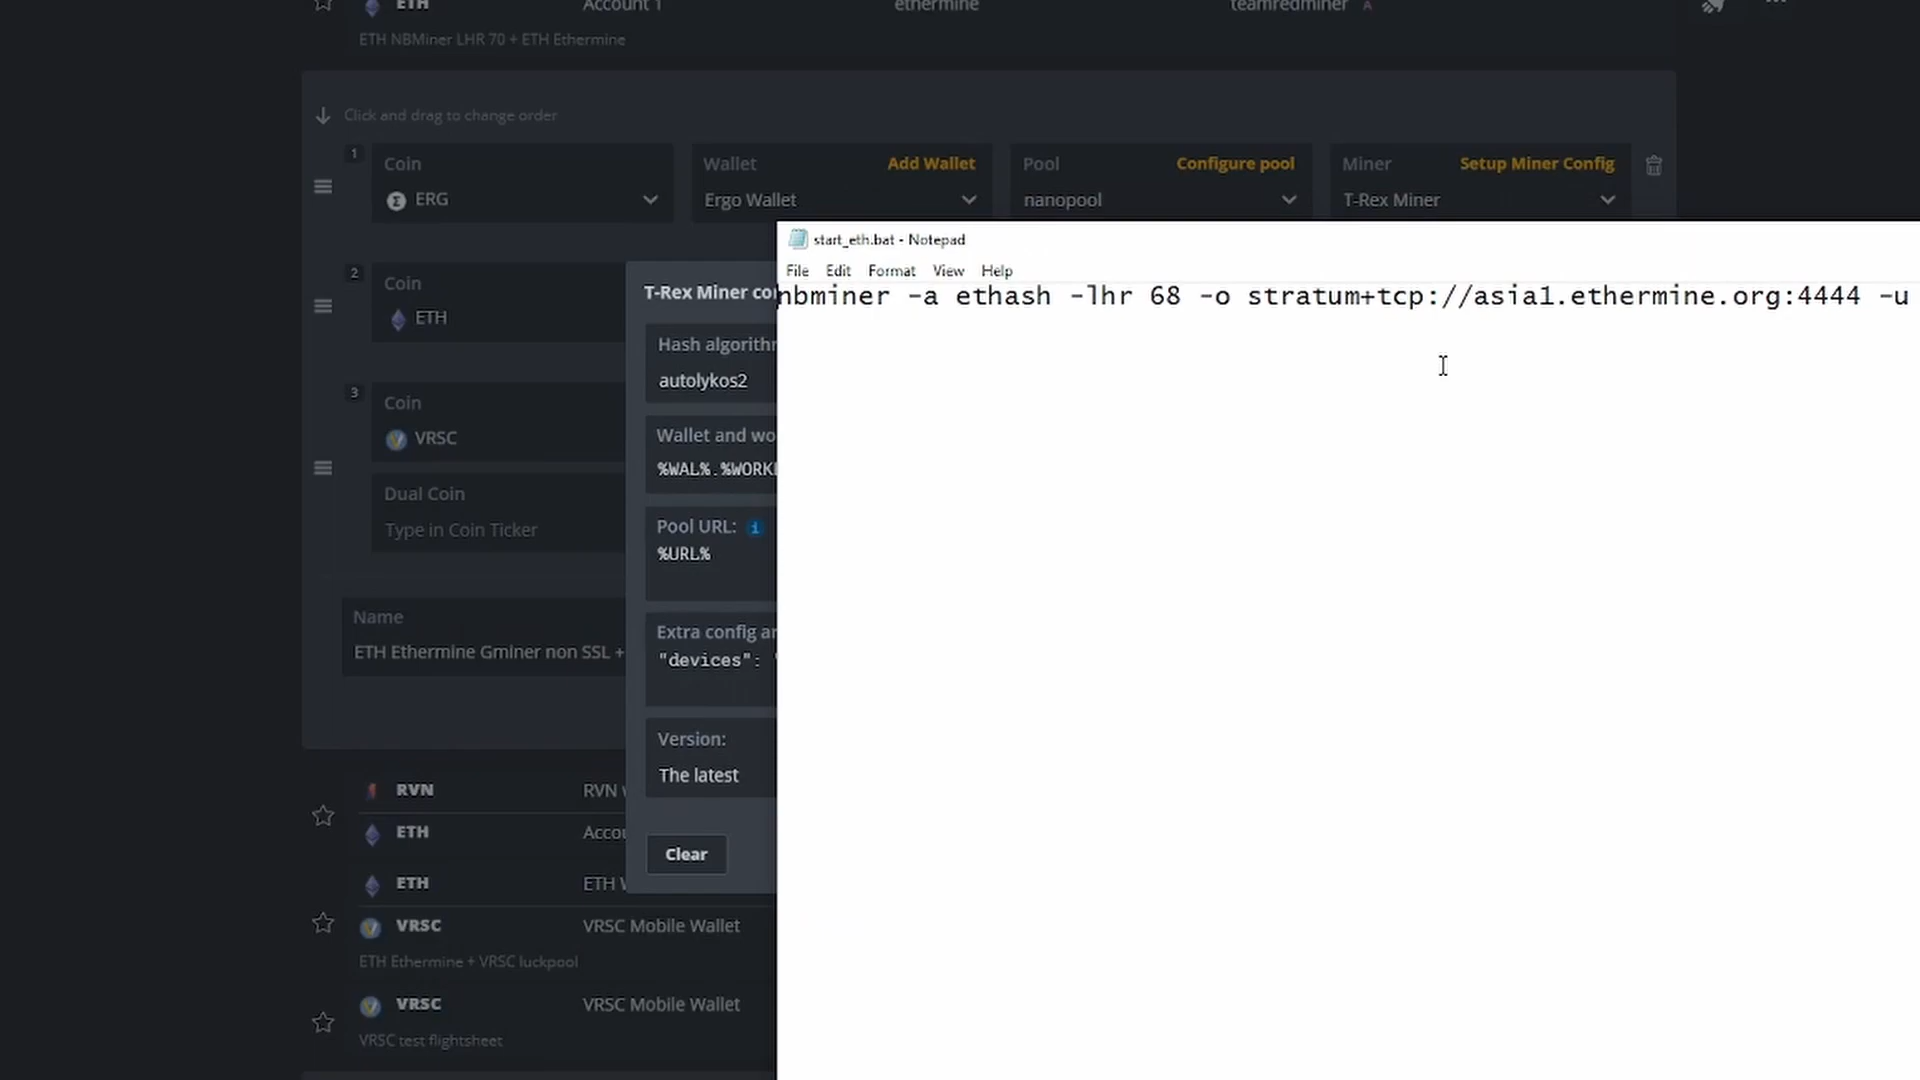 ETH Account 1 ethermine teamredminer A
ETH NBMiner LHR 70 + ETH Ethermine
Click and drag to change order
1 Coin Wallet Add Wallet Pool Configure pool Miner Setup Miner Config
ERG Ergo Wallet nanopool T-Rex Miner
start_eth.bat - Notepad
File Edit Format View Help
nbminer -a ethash -lhr 68 -o stratum+tcp://asia1.ethermine.org:4444 -u
2 Coin
ETH
3 Coin
VRSC
Dual Coin
Type in Coin Ticker
Name
ETH Ethermine Gminer non SSL +
T-Rex Miner
Hash
autolykos2
Wallet and
%WAL%.
Pool URL: i
%URL%
Extra config
"devices":
Version:
The latest
Clear
RVN RVN
ETH
ETH ETH
VRSC VRSC Mobile Wallet
ETH Ethermine + VRSC luckpool
VRSC VRSC Mobile Wallet
VRSC test flightsheet